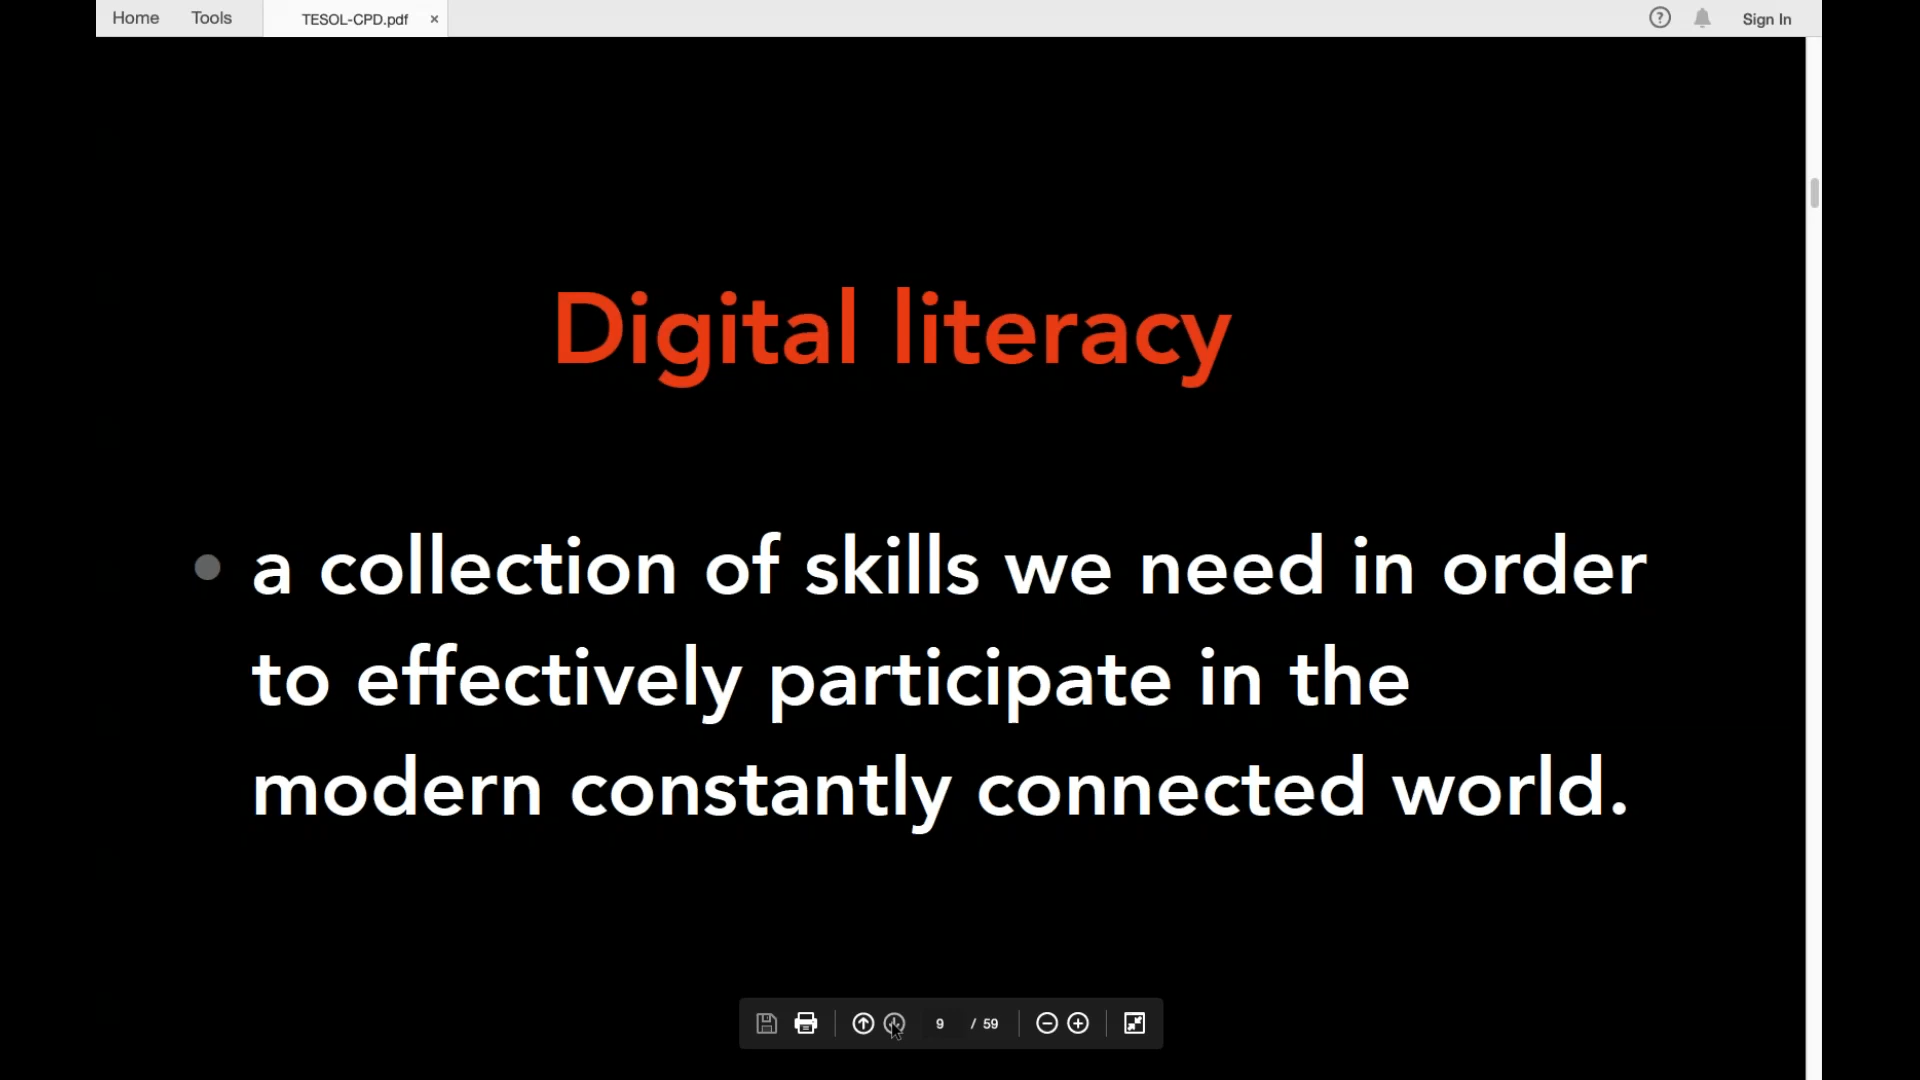 Home Tools TESOL-CPD.pdf × ? Sign In
Digital literacy
• a collection of skills we need in order
to effectively participate in the
modern constantly connected world.
9 / 59